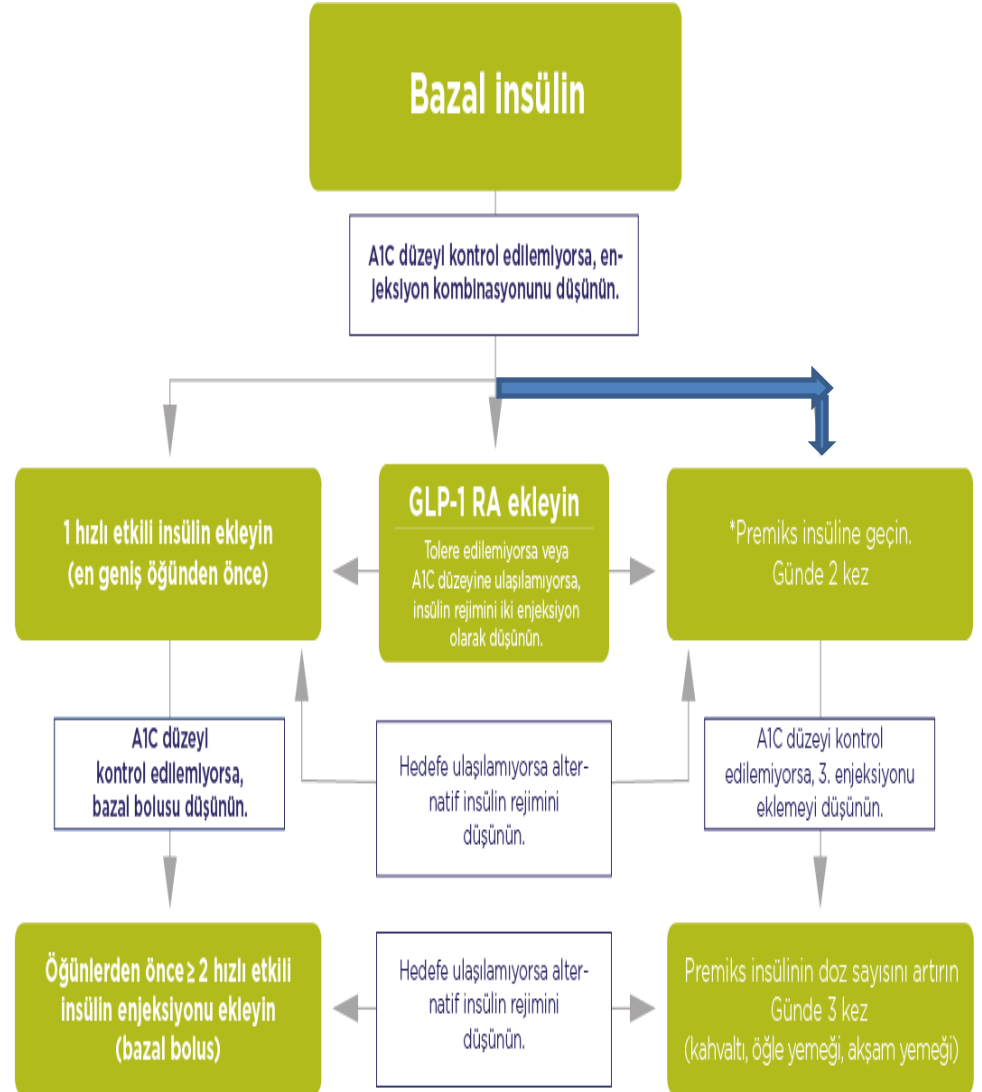 Bazal insülin
A1C düzeyi kontrol edilemiyorsa, en-
jeksiyon kombinasyonunu düşünün.
1 hızlı etkili insülin ekleyin
(en geniş öğünden önce)
GLP-1 RA ekleyin
Tolere edilemiyorsa veya
A1C düzeyine ulaşılamıyorsa,
insülin rejimini iki enjeksiyon
olarak düşünün.
*Premiks insüline geçin.
Günde 2 kez
A1C düzeyi
kontrol edilemiyorsa,
bazal bolusu düşünün.
Hedefe ulaşılamıyorsa alter-
natif insülin rejimini
düşünün.
A1C düzeyi kontrol
edilemiyorsa, 3. enjeksiyonu
eklemeyi düşünün.
Öğünlerden önce ≥ 2 hızlı etkili
insülin enjeksiyonu ekleyin
(bazal bolus)
Hedefe ulaşılamıyorsa alter-
natif insülin rejimini
düşünün.
Premiks insülinin doz sayısını artırın
Günde 3 kez
(kahvaltı, öğle yemeği, akşam yemeği)